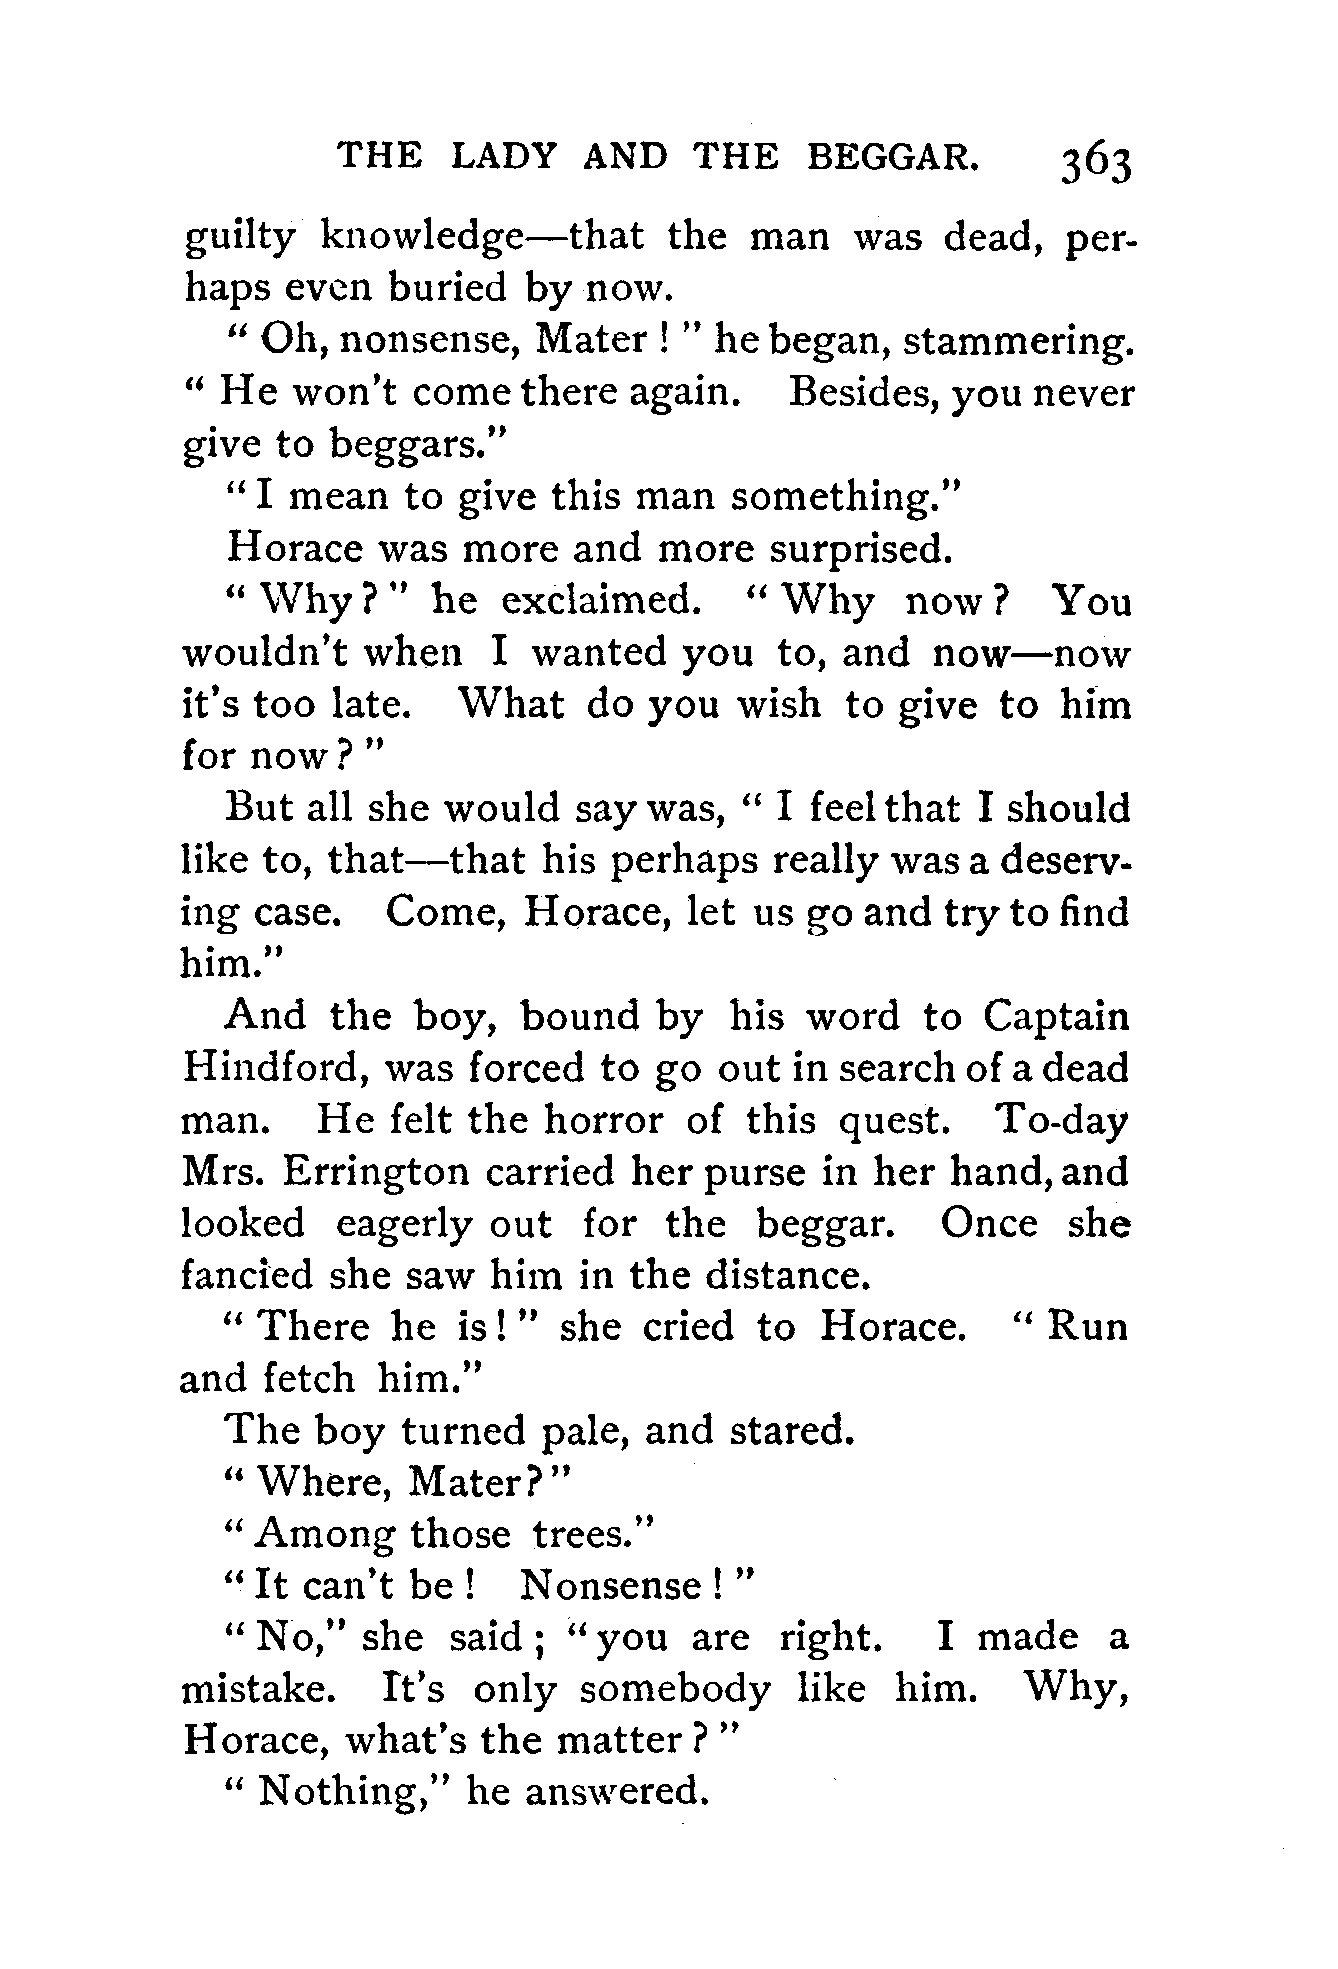 THE LADY AND THE BEGGAR. 363
guilty knowledge—that the man was dead, per-
haps even buried by now.
" Oh, nonsense, Mater ! " he began, stammering.
" He won't come there again. Besides, you never
give to beggars."
" I mean to give this man something."
Horace was more and more surprised.
" Why ? " he exclaimed. " Why now ? You
wouldn't when I wanted you to, and now—now
it's too late. What do you wish to give to him
for now ? "
But all she would say was, " I feel that I should
like to, that—that his perhaps really was a deserv-
ing case. Come, Horace, let us go and try to find
him."
And the boy, bound by his word to Captain
Hindford, was forced to go out in search of a dead
man. He felt the horror of this quest. To-day
Mrs. Errington carried her purse in her hand, and
looked eagerly out for the beggar. Once she
fancied she saw him in the distance.
" There he is ! " she cried to Horace. " Run
and fetch him."
The boy turned pale, and stared.
" Where, Mater? "
" Among those trees."
" It can't be ! Nonsense ! "
" No," she said ; " you are right. I made a
mistake. It's only somebody like him. Why,
Horace, what's the matter ? "
" Nothing," he answered.